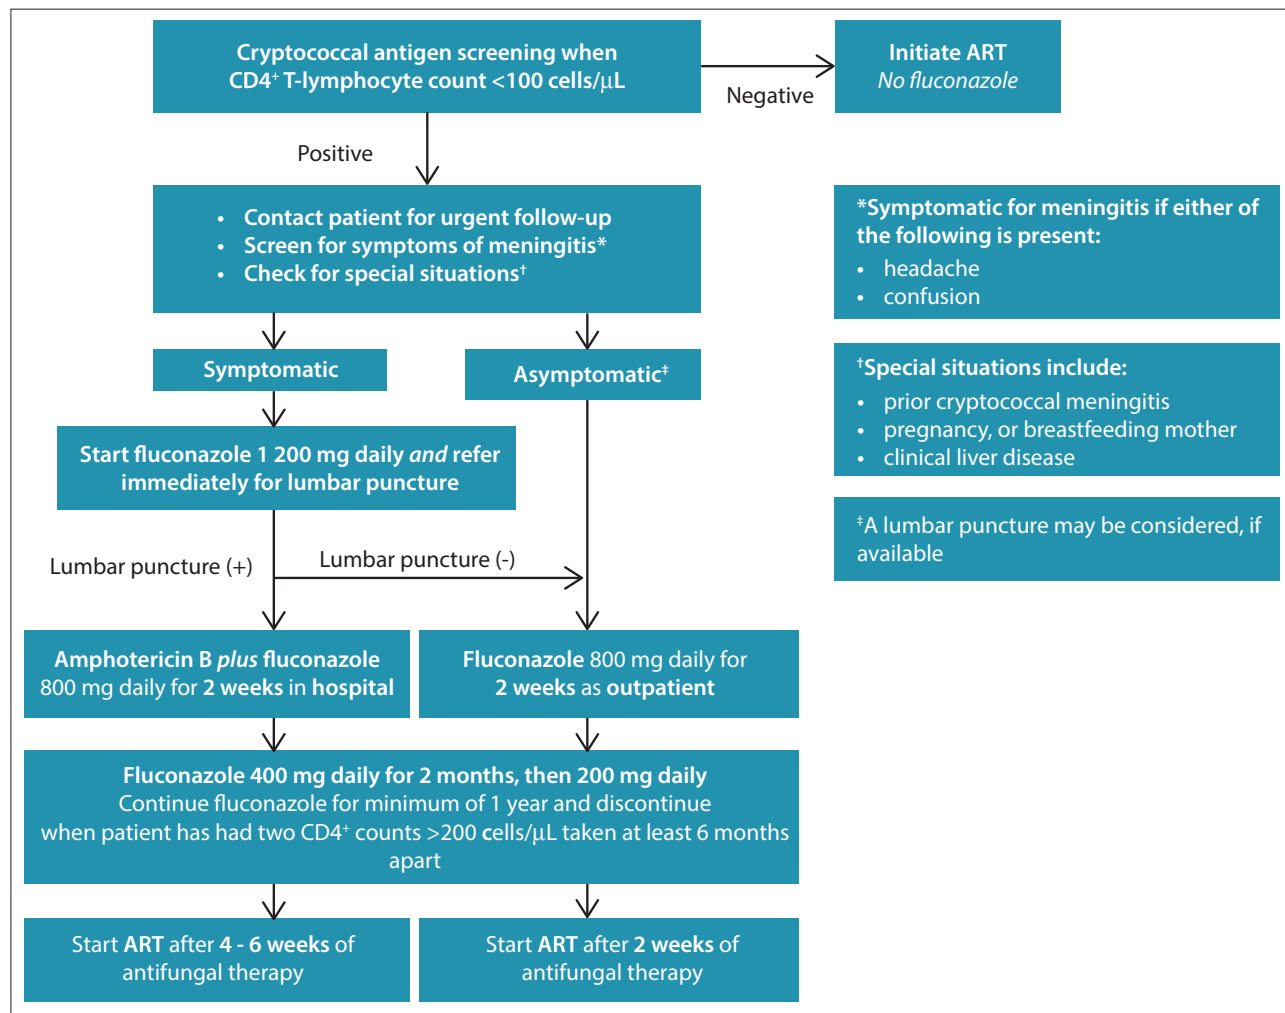 Cryptococcal antigen screening when
CD4⁺ T-lymphocyte count <100 cells/μL
Negative
Initiate ART
No fluconazole
Positive
• Contact patient for urgent follow-up
• Screen for symptoms of meningitis*
• Check for special situations†
*Symptomatic for meningitis if either of
the following is present:
• headache
• confusion
Symptomatic
Asymptomatic‡
†Special situations include:
• prior cryptococcal meningitis
• pregnancy, or breastfeeding mother
• clinical liver disease
Start fluconazole 1 200 mg daily and refer
immediately for lumbar puncture
‡A lumbar puncture may be considered, if
available
Lumbar puncture (+)
Lumbar puncture (-)
Amphotericin B plus fluconazole
800 mg daily for 2 weeks in hospital
Fluconazole 800 mg daily for
2 weeks as outpatient
Fluconazole 400 mg daily for 2 months, then 200 mg daily
Continue fluconazole for minimum of 1 year and discontinue
when patient has had two CD4⁺ counts >200 cells/μL taken at least 6 months
apart
Start ART after 4 - 6 weeks of
antifungal therapy
Start ART after 2 weeks of
antifungal therapy